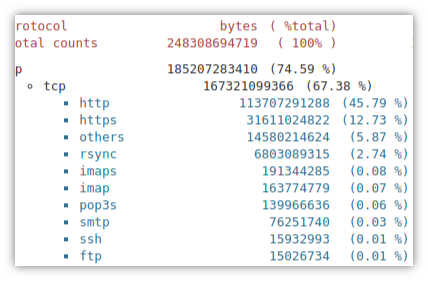 rotocol bytes ( %total)
otal counts 248308694719 ( 100% )
p 185207283410 (74.59 %)
tcp 167321099366 (67.38 %)
http 113707291288 (45.79 %)
https 31611024822 (12.73 %)
others 14580214624 (5.87 %)
rsync 6803089315 (2.74 %)
imaps 191344285 (0.08 %)
imap 163774779 (0.07 %)
pop3s 139966636 (0.06 %)
smtp 76251740 (0.03 %)
ssh 15932993 (0.01 %)
ftp 15026734 (0.01 %)